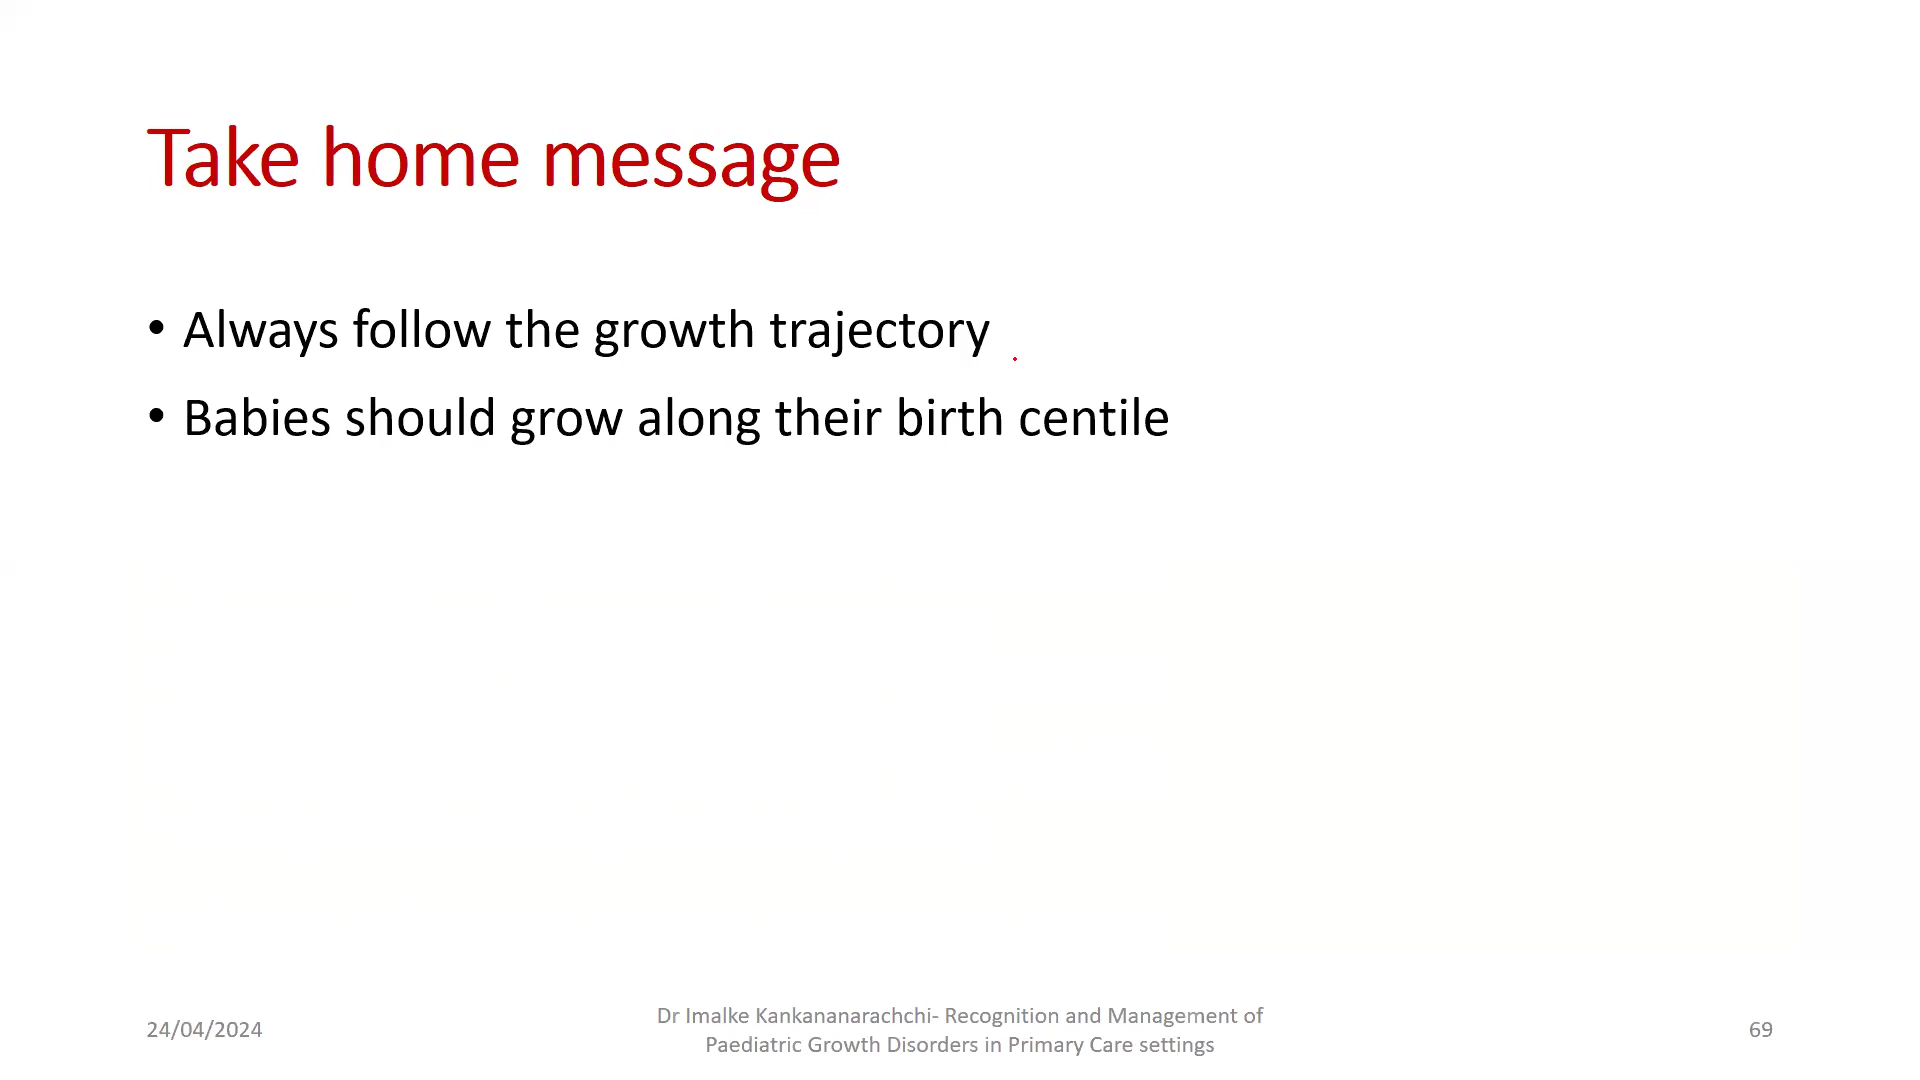 Take home message
• Always follow the growth trajectory
• Babies should grow along their birth centile
24/04/2024
Dr Imalke Kankananarachchi- Recognition and Management of
Paediatric Growth Disorders in Primary Care settings
69